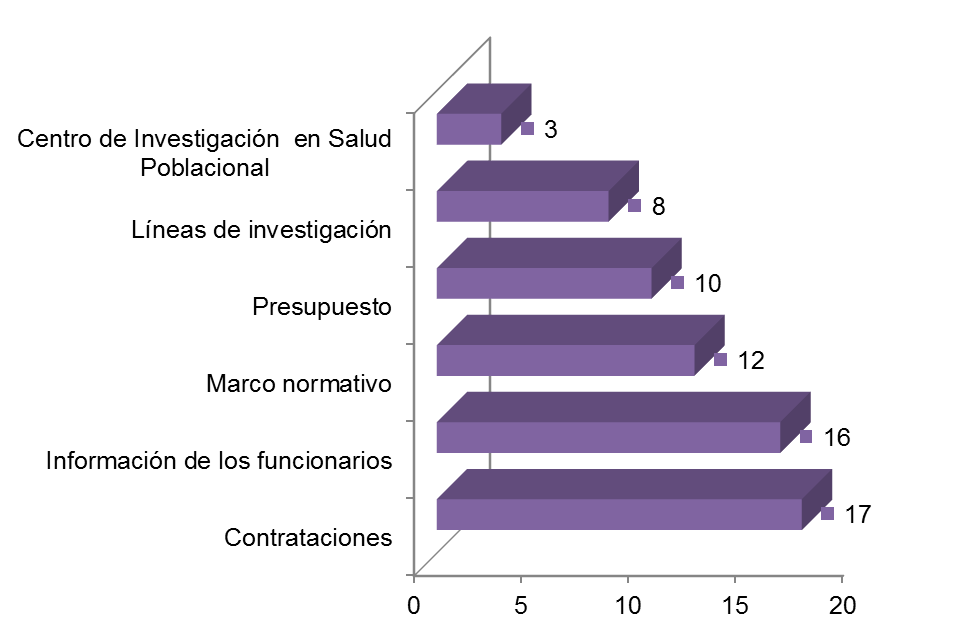 Centro de Investigación  en Salud
Poblacional
3
Líneas de investigación
8
Presupuesto
10
Marco normativo
12
Información de los funcionarios
16
Contrataciones
17
0 5 10 15 20